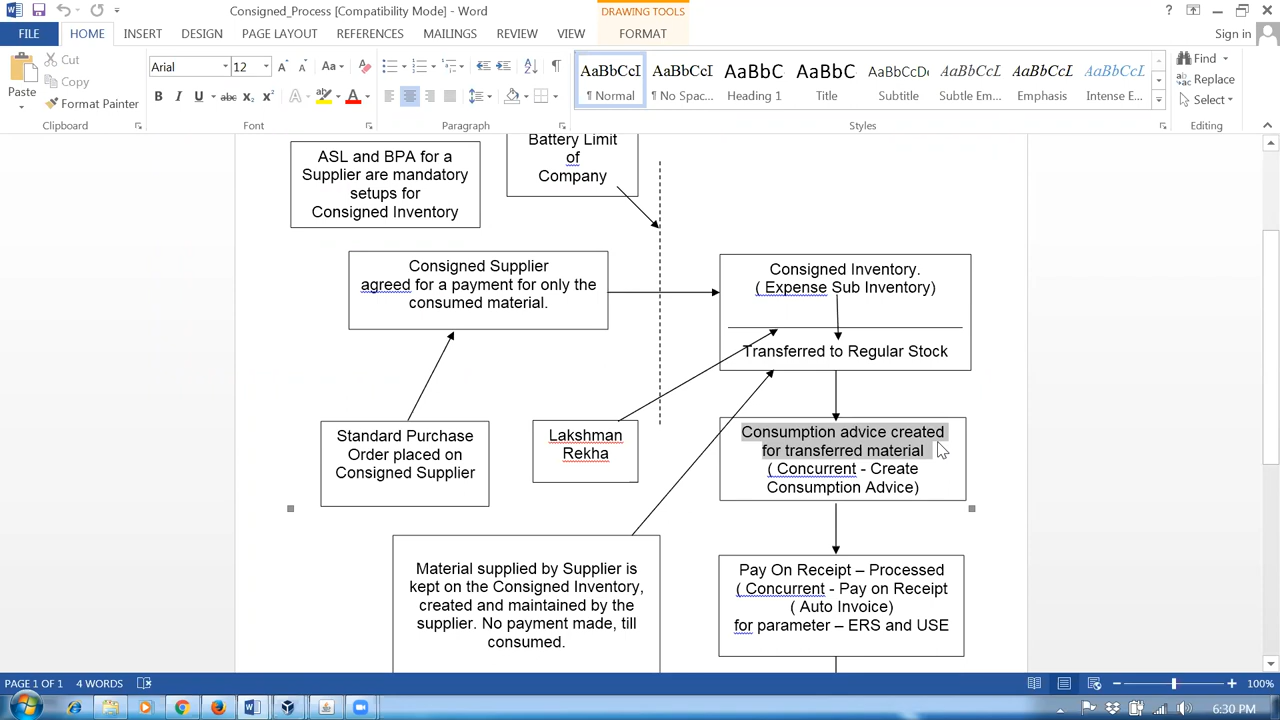 Consigned_Process [Compatibility Mode] - Word
DRAWING TOOLS
?
FILE
HOME
INSERT
DESIGN
PAGE LAYOUT
REFERENCES
MAILINGS
REVIEW
VIEW
FORMAT
Sign in
Paste
Cut
Copy
Format Painter
Clipboard
Arial
12
Font
Paragraph
AaBbCcI
¶ Normal
AaBbCcI
¶ No Spac...
AaBbC
Heading 1
AaBbC
Title
AaBbCcDc
Subtitle
AaBbCcL
Subtle Em...
AaBbCcL
Emphasis
AaBbCcL
Intense E...
Styles
Find
Replace
Select
Editing
ASL and BPA for a
Supplier are mandatory
setups for
Consigned Inventory
Battery Limit
of
Company
Consigned Supplier
agreed for a payment for only the
consumed material.
Consigned Inventory.
( Expense Sub Inventory)
Transferred to Regular Stock
Standard Purchase
Order placed on
Consigned Supplier
Lakshman
Rekha
Consumption advice created
for transferred material
( Concurrent - Create
Consumption Advice)
Material supplied by Supplier is
kept on the Consigned Inventory,
created and maintained by the
supplier. No payment made, till
consumed.
Pay On Receipt – Processed
( Concurrent - Pay on Receipt
( Auto Invoice)
for parameter – ERS and USE
PAGE 1 OF 1
4 WORDS
100%
6:30 PM